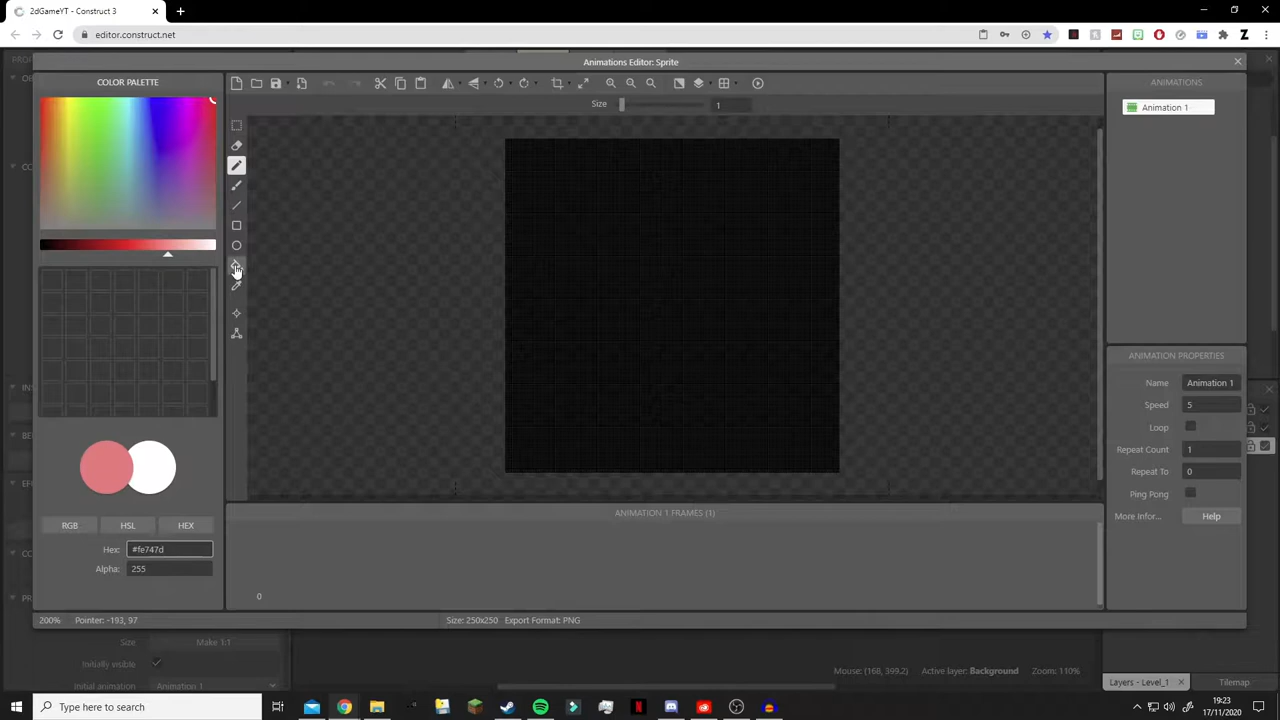 2dGameYT - Construct 3
editor.construct.net
Animations Editor: Sprite
COLOR PALETTE
Size
1
ANIMATIONS
Animation 1
ANIMATION PROPERTIES
Name
Animation 1
Speed
5
Loop
Repeat Count
1
Repeat To
0
Ping Pong
More Infor...
Help
RGB
HSL
HEX
Hex:
#fe747d
Alpha:
255
ANIMATION 1 FRAMES (1)
0
200%
Pointer: -193, 97
Size: 250x250
Export Format: PNG
Size
Make 1:1
Initially visible
Initial animation
Animation 1
Mouse: (168, 399.2)
Active layer: Background
Zoom: 110%
Layers - Level_1
Tilemap
Type here to search
19:23
17/11/2020